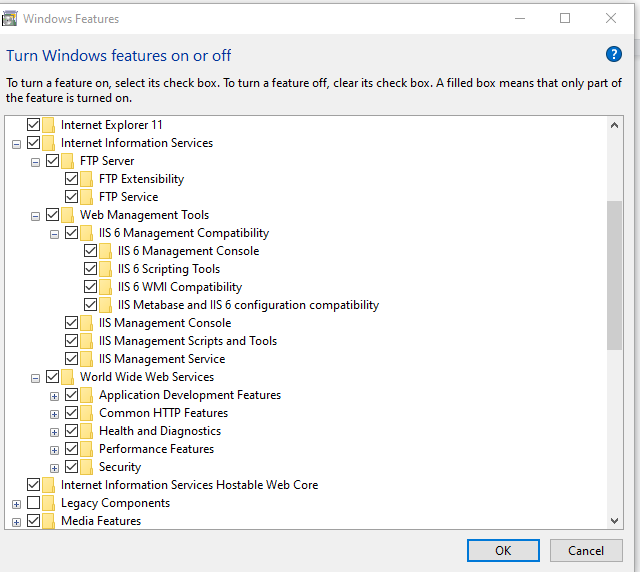 Windows Features
Turn Windows features on or off
?
To turn a feature on, select its check box. To turn a feature off, clear its check box. A filled box means that only part of
the feature is turned on.
Internet Explorer 11
Internet Information Services
FTP Server
FTP Extensibility
FTP Service
Web Management Tools
IIS 6 Management Compatibility
IIS 6 Management Console
IIS 6 Scripting Tools
IIS 6 WMI Compatibility
IIS Metabase and IIS 6 configuration compatibility
IIS Management Console
IIS Management Scripts and Tools
IIS Management Service
World Wide Web Services
Application Development Features
Common HTTP Features
Health and Diagnostics
Performance Features
Security
Internet Information Services Hostable Web Core
Legacy Components
Media Features
OK Cancel